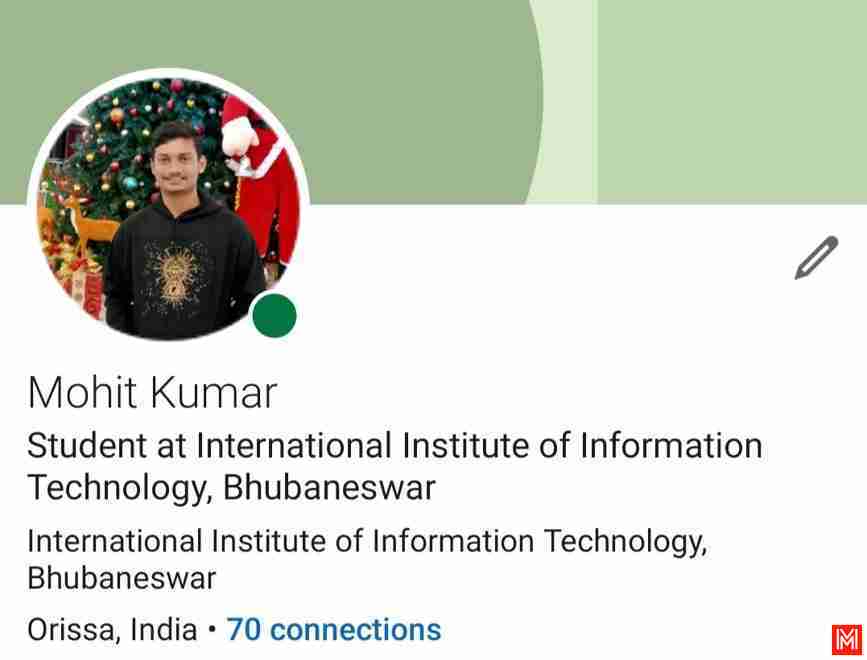 Mohit Kumar
Student at International Institute of Information
Technology, Bhubaneswar
International Institute of Information Technology,
Bhubaneswar
Orissa, India • 70 connections
M